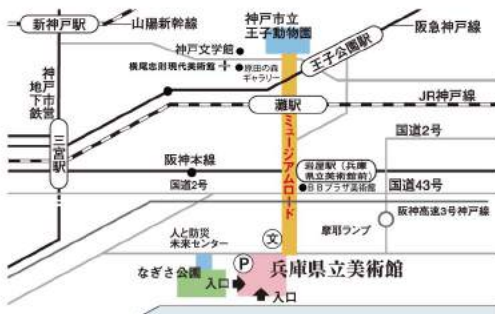 新神戸駅
山陽新幹線
神戸市立
王子動物園
阪急神戸線
神戸文学館
王子公園駅
横尾忠則現代美術館
原田の森
ギャラリー
神戸市営
地下鉄
灘駅
JR神戸線
ミュージアムロード
国道2号
三宮駅
阪神本線
岩屋駅（兵庫
県立美術館前）
国道2号
BBプラザ美術館
国道43号
阪神高速3号神戸線
摩耶ランプ
人と防災
未来センター
文
P
なぎさ公園
兵庫県立美術館
入口
入口